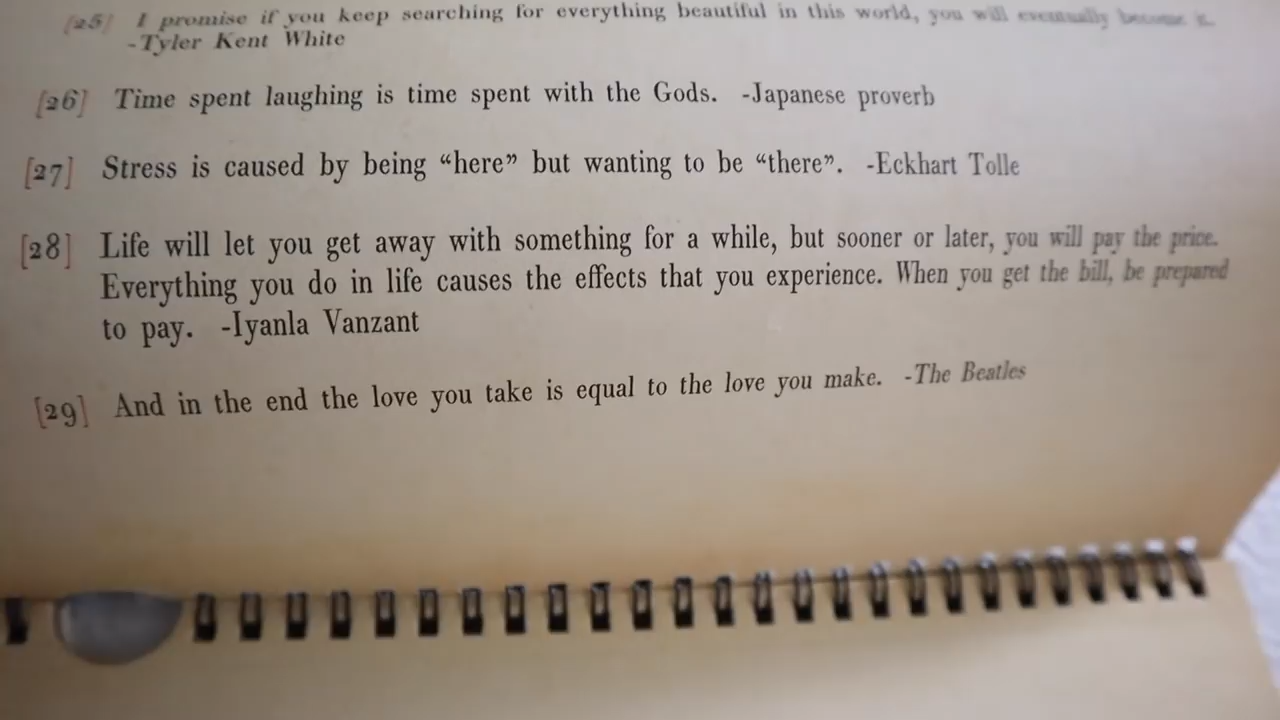 [25] I promise if you keep searching for everything beautiful in this world, you will eventually become it.
-Tyler Kent White
[26] Time spent laughing is time spent with the Gods. -Japanese proverb
[27] Stress is caused by being “here” but wanting to be “there”. -Eckhart Tolle
[28] Life will let you get away with something for a while, but sooner or later, you will pay the price.
Everything you do in life causes the effects that you experience. When you get the bill, be prepared
to pay. -Iyanla Vanzant
[29] And in the end the love you take is equal to the love you make. -The Beatles